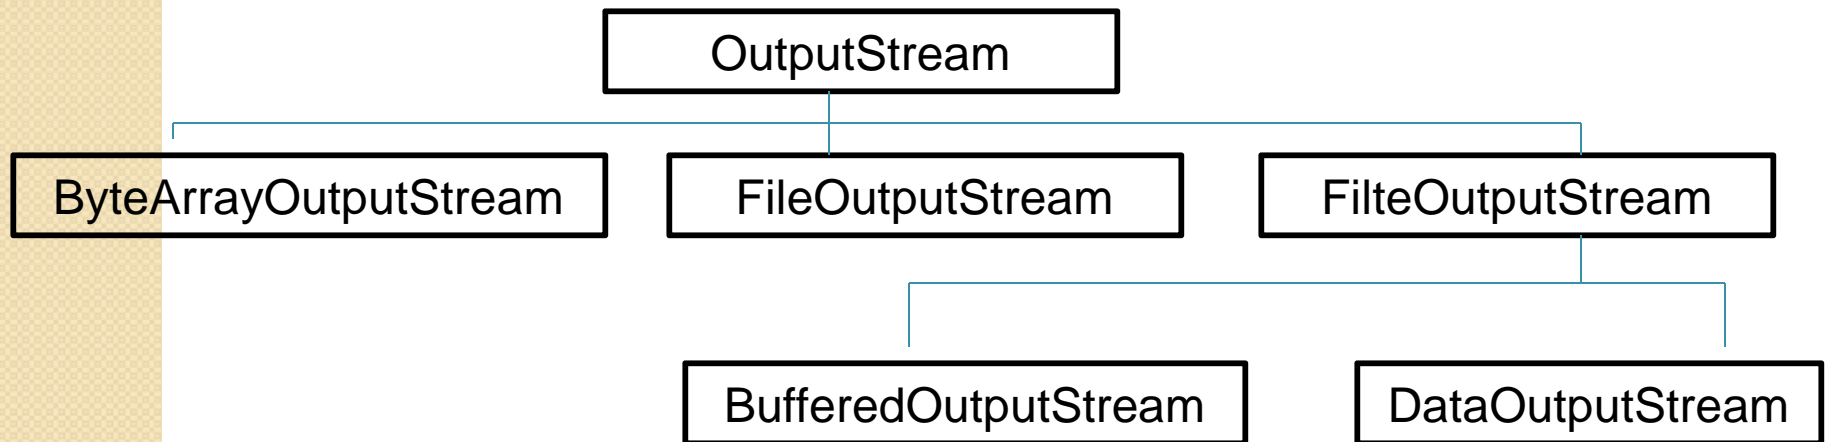 OutputStream
ByteArrayOutputStream
FileOutputStream
FilteOutputStream
BufferedOutputStream
DataOutputStream